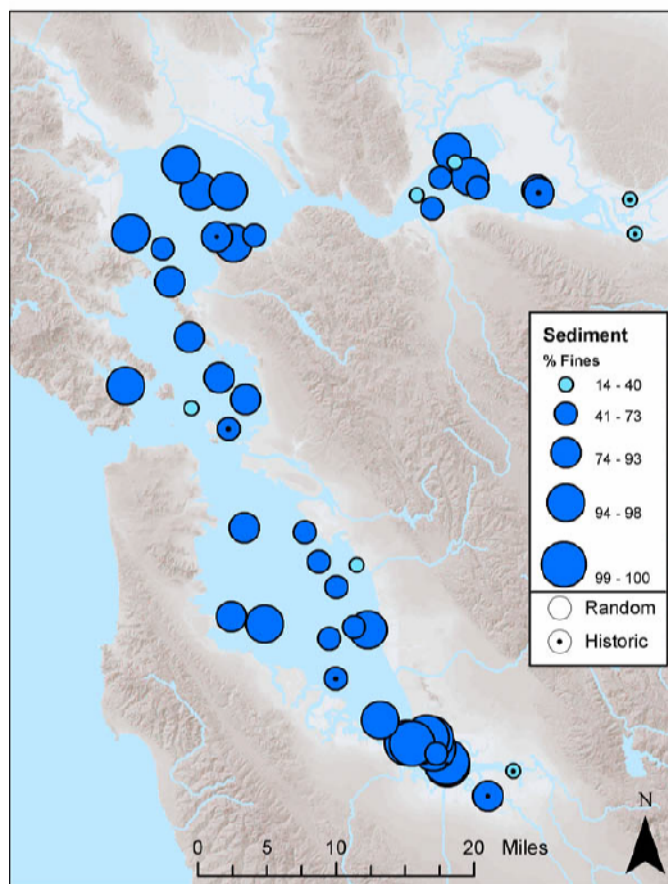 Sediment
% Fines
14 - 40
41 - 73
74 - 93
94 - 98
99 - 100
Random
Historic
N
0 5 10 20 Miles